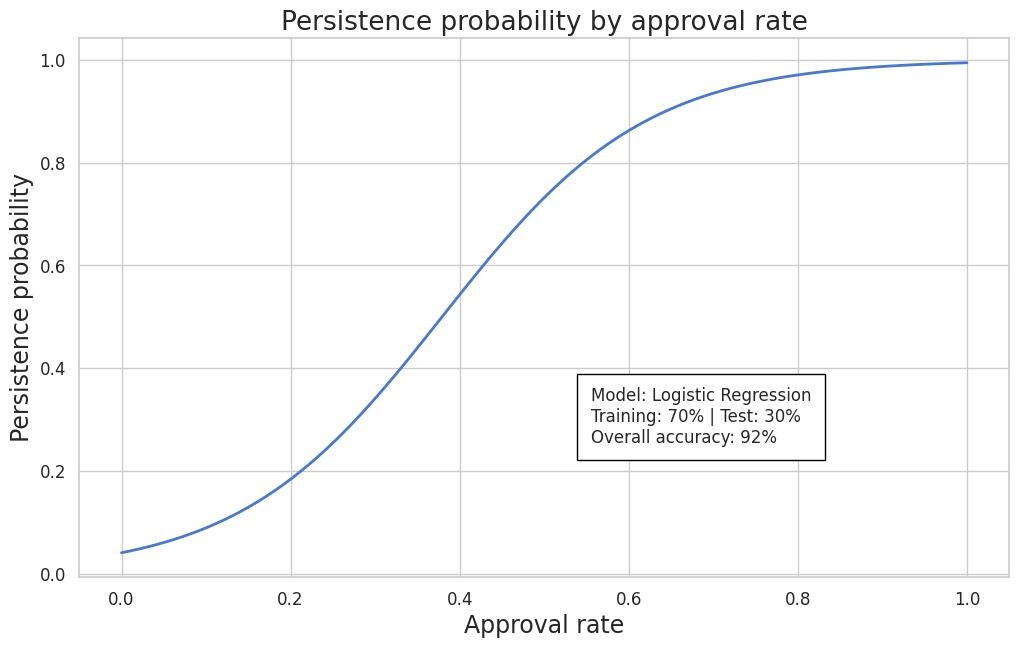 Persistence probability by approval rate
Persistence probability
1.0
0.8
0.6
0.4
0.2
0.0
Model: Logistic Regression
Training: 70% | Test: 30%
Overall accuracy: 92%
0.0 0.2 0.4 0.6 0.8 1.0
Approval rate